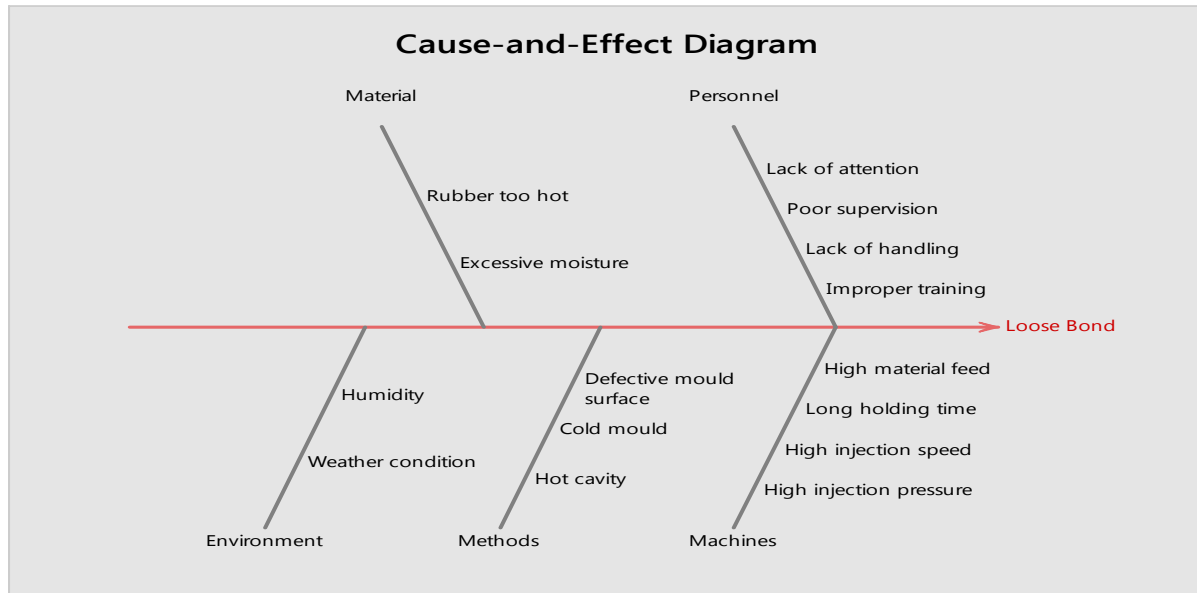 Cause-and-Effect Diagram
Material
Personnel
Lack of attention
Rubber too hot
Poor supervision
Lack of handling
Excessive moisture
Improper training
Loose Bond
High material feed
Defective mould
surface
Humidity
Long holding time
Cold mould
High injection speed
Weather condition
Hot cavity
High injection pressure
Environment
Methods
Machines